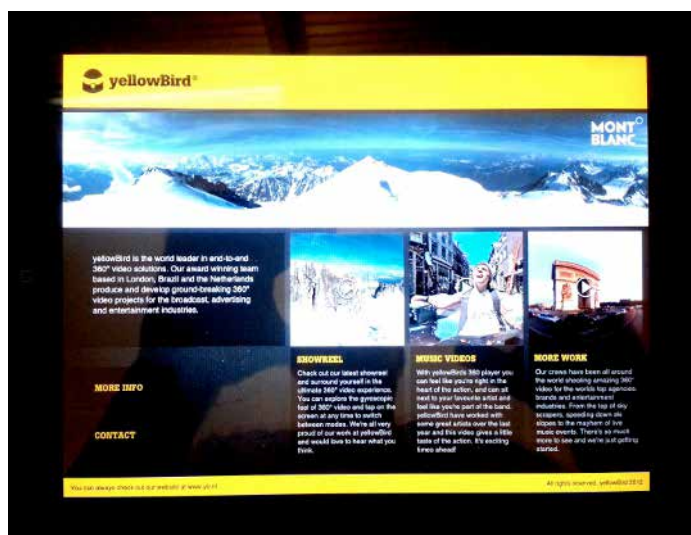 yellowBird®
MONT
BLANC
yellowBird is the world leader in end-to-end
360° video solutions. Our award winning team
based in London, Brazil and the Netherlands
produce and develop ground-breaking 360°
video projects for the broadcast, advertising
and entertainment industries.
MORE INFO
CONTACT
SHOWREEL
Check out our latest showreel
and surround yourself in the
ultimate 360° video experience.
You can explore the gyroscopic
feel of 360° video and tap on the
screen at any time to switch
between modes. We're all very
proud of our work at yellowBird
and would love to hear what you
think.
MUSIC VIDEOS
With yellowBirds 360 player you
can feel like you're right in the
heart of the action, and can sit
next to your favourite artist and
feel like you're part of the band.
yellowBird have worked with
some great artists over the last
year and this video gives a little
taste of the action. It's exciting
times ahead!
MORE WORK
Our crews have been all around
the world shooting amazing 360°
video for the worlds top agencies,
brands and entertainment
industries. From the top of sky
scrapers, speeding down ski
slopes to the mayhem of live
music events. There's so much
more to see and we're just getting
started.
You can always check out our website at www.yb.nl
All rights reserved, yellowBird 2012